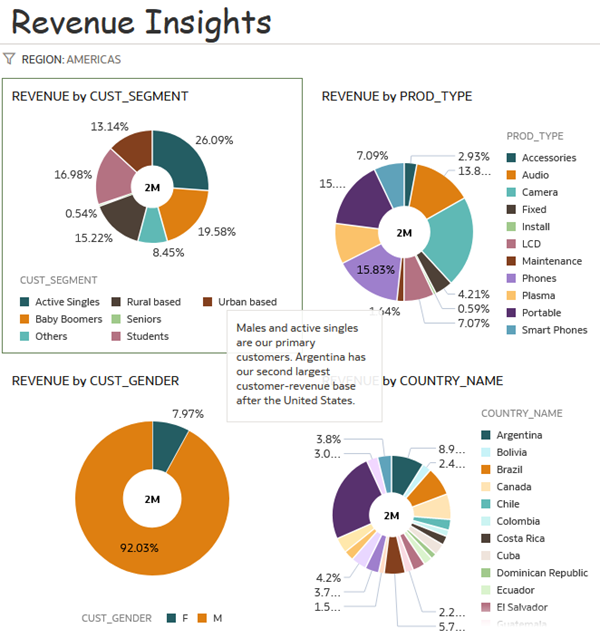 Revenue Insights
REGION: AMERICAS
REVENUE by CUST_SEGMENT
13.14%
26.09%
16.98%
2M
0.54%
15.22%
19.58%
8.45%
CUST_SEGMENT
Active Singles
Rural based
Urban based
Baby Boomers
Seniors
Others
Students
REVENUE by PROD_TYPE
7.09%
2.93%
13.8...
15....
2M
15.83%
4.21%
0.59%
7.07%
PROD_TYPE
Accessories
Audio
Camera
Fixed
Install
LCD
Maintenance
Phones
Plasma
Portable
Smart Phones
Males and active singles
are our primary
customers. Argentina has
our second largest
customer-revenue base
after the United States.
REVENUE by CUST_GENDER
7.97%
2M
92.03%
CUST_GENDER
F
M
REVENUE by COUNTRY_NAME
3.8%
3.0...
8.9...
2.4...
2M
4.2%
3.7...
1.5...
2.2...
5.7...
COUNTRY_NAME
Argentina
Bolivia
Brazil
Canada
Chile
Colombia
Costa Rica
Cuba
Dominican Republic
Ecuador
El Salvador
Guatemala